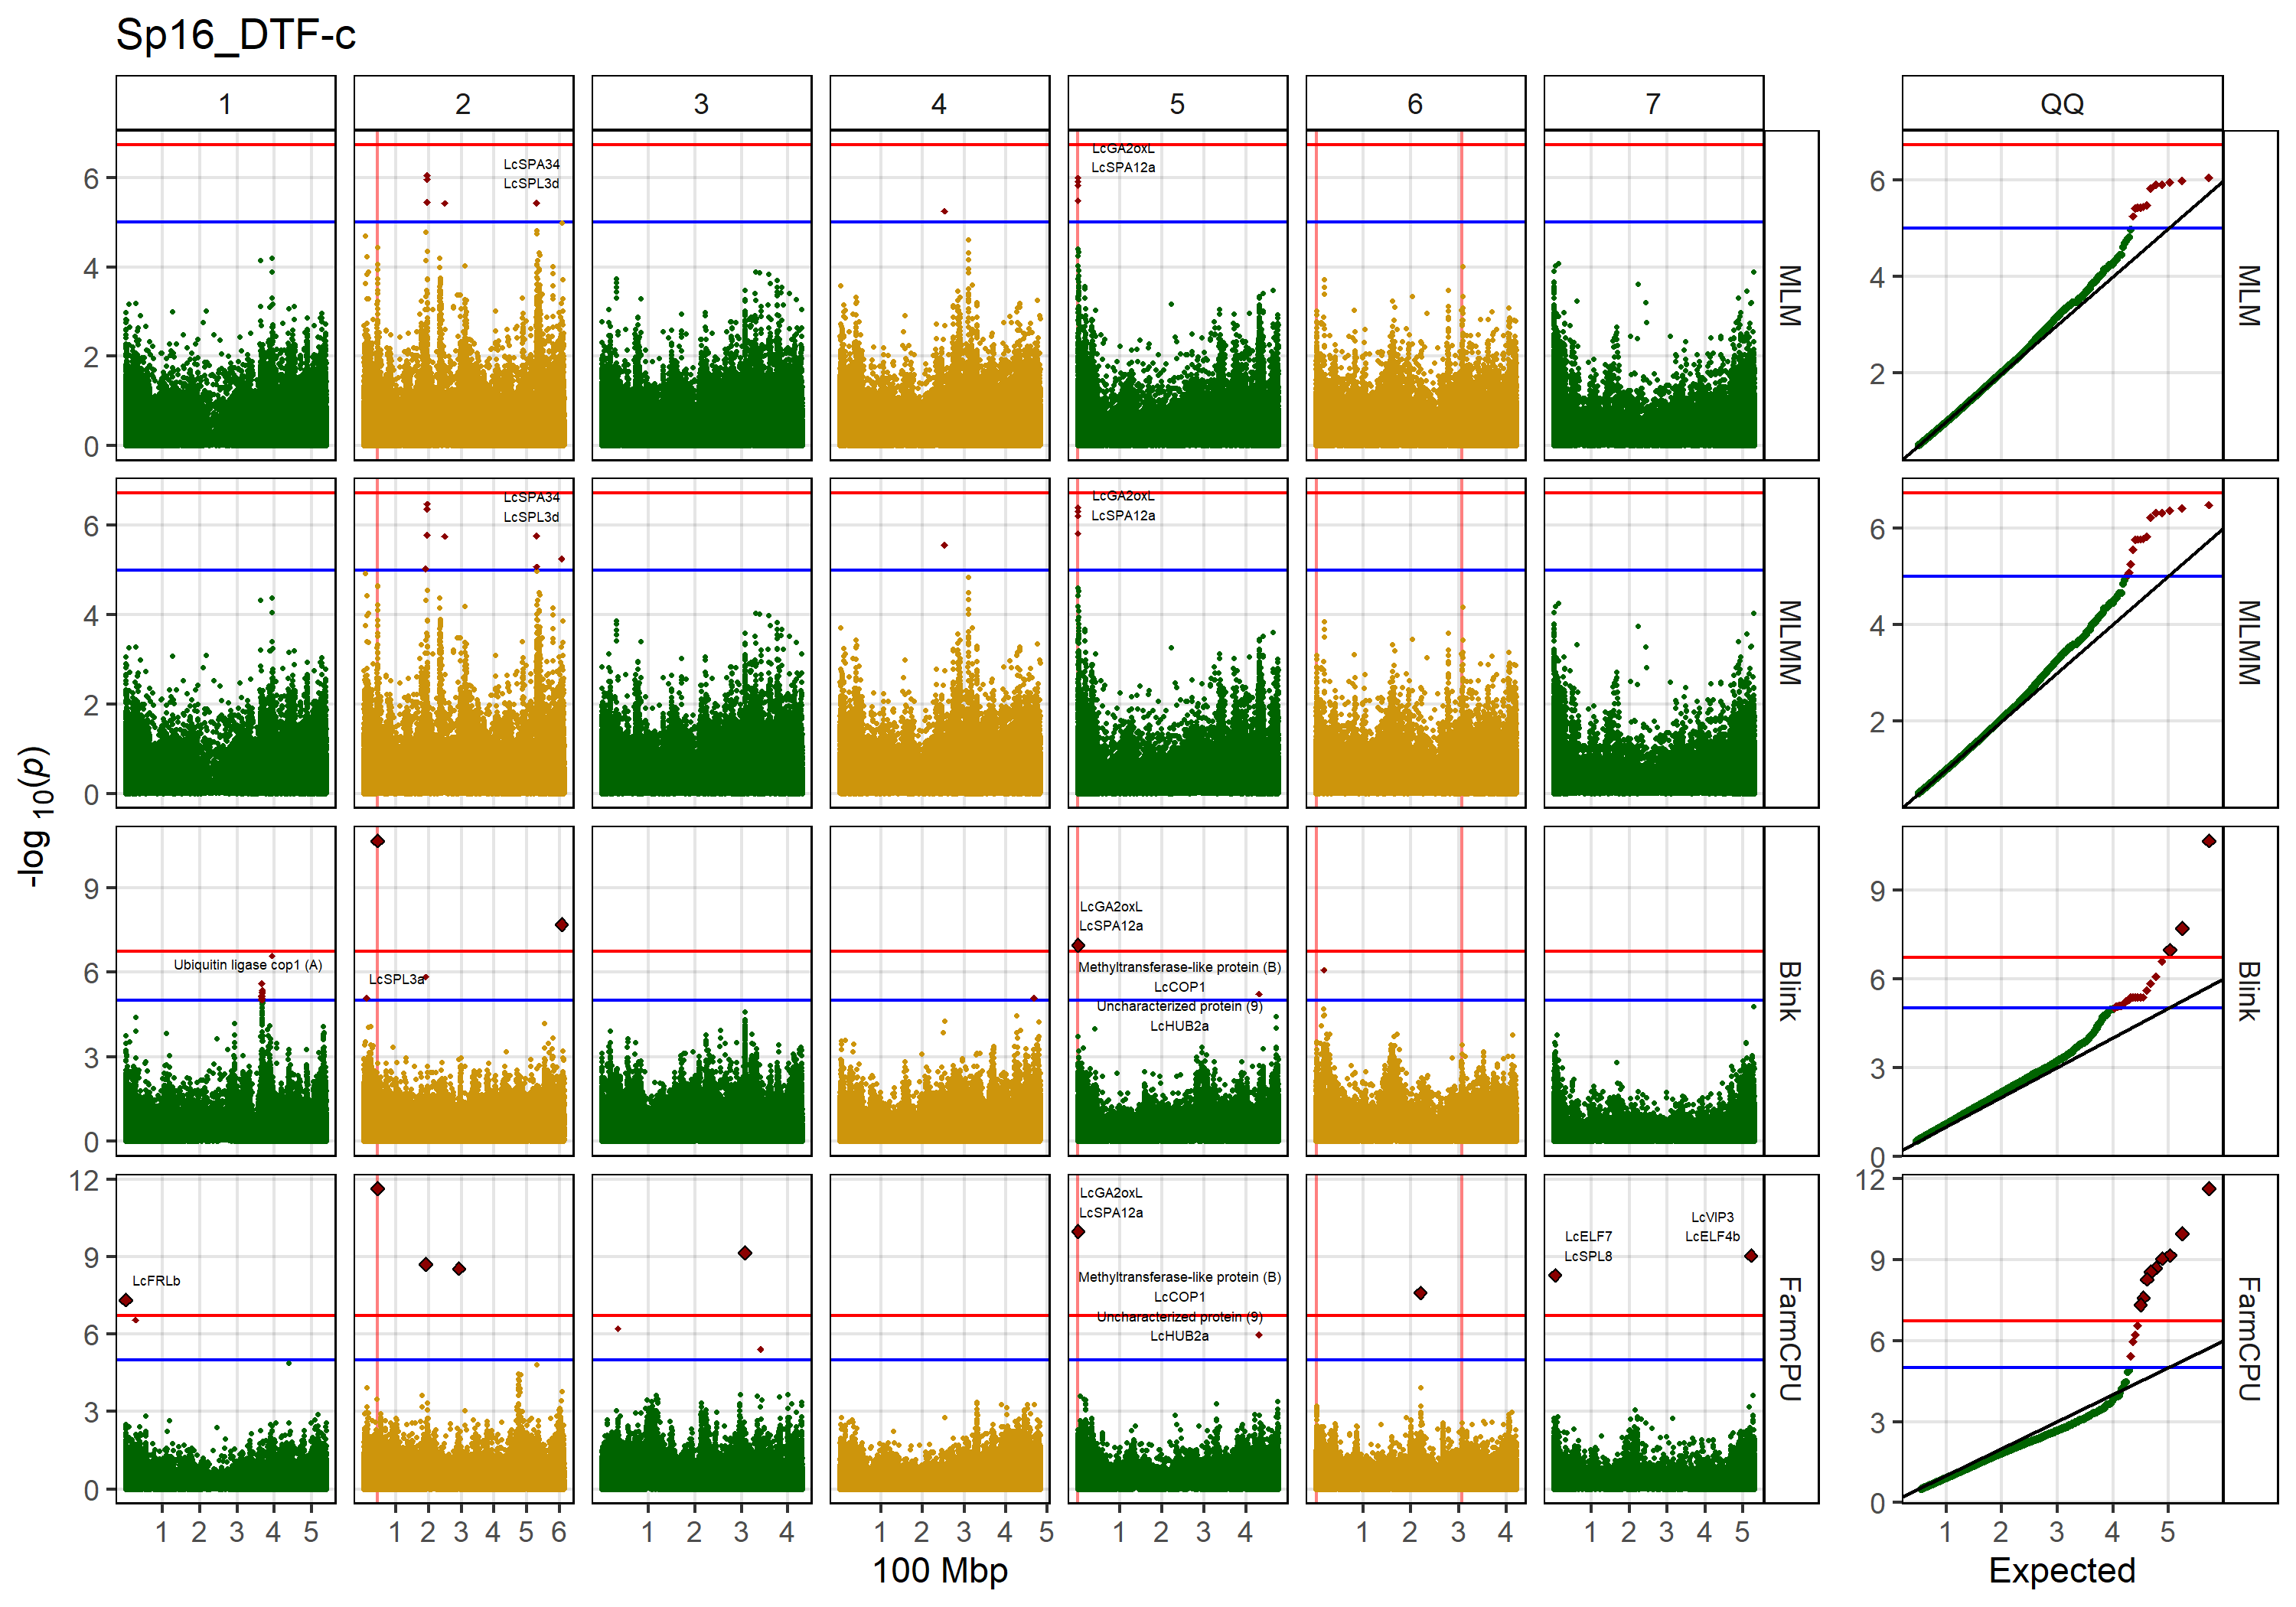 Sp16_DTF-c
1 2 3 4 5 6 7 QQ
LcSPA34
LcSPL3d
LcGA2oxL
LcSPA12a
6
4
2
0
MLM
6
4
2
MLM
LcSPA34
LcSPL3d
LcGA2oxL
LcSPA12a
6
4
2
0
MLMM
6
4
2
MLMM
-log 10(p)
Ubiquitin ligase cop1 (A)
LcSPL3a
LcGA2oxL
LcSPA12a
Methyltransferase-like protein (B)
LcCOP1
Uncharacterized protein (9)
LcHUB2a
9
6
3
0
Blink
9
6
3
0
Blink
LcFRLb
LcGA2oxL
LcSPA12a
Methyltransferase-like protein (B)
LcCOP1
Uncharacterized protein (9)
LcHUB2a
LcELF7
LcSPL8
LcVIP3
LcELF4b
12
9
6
3
0
FarmCPU
12
9
6
3
0
FarmCPU
1 2 3 4 5 1 2 3 4 5 6 1 2 3 4 1 2 3 4 5 1 2 3 4 1 2 3 4 1 2 3 4 5 1 2 3 4 5
100 Mbp Expected